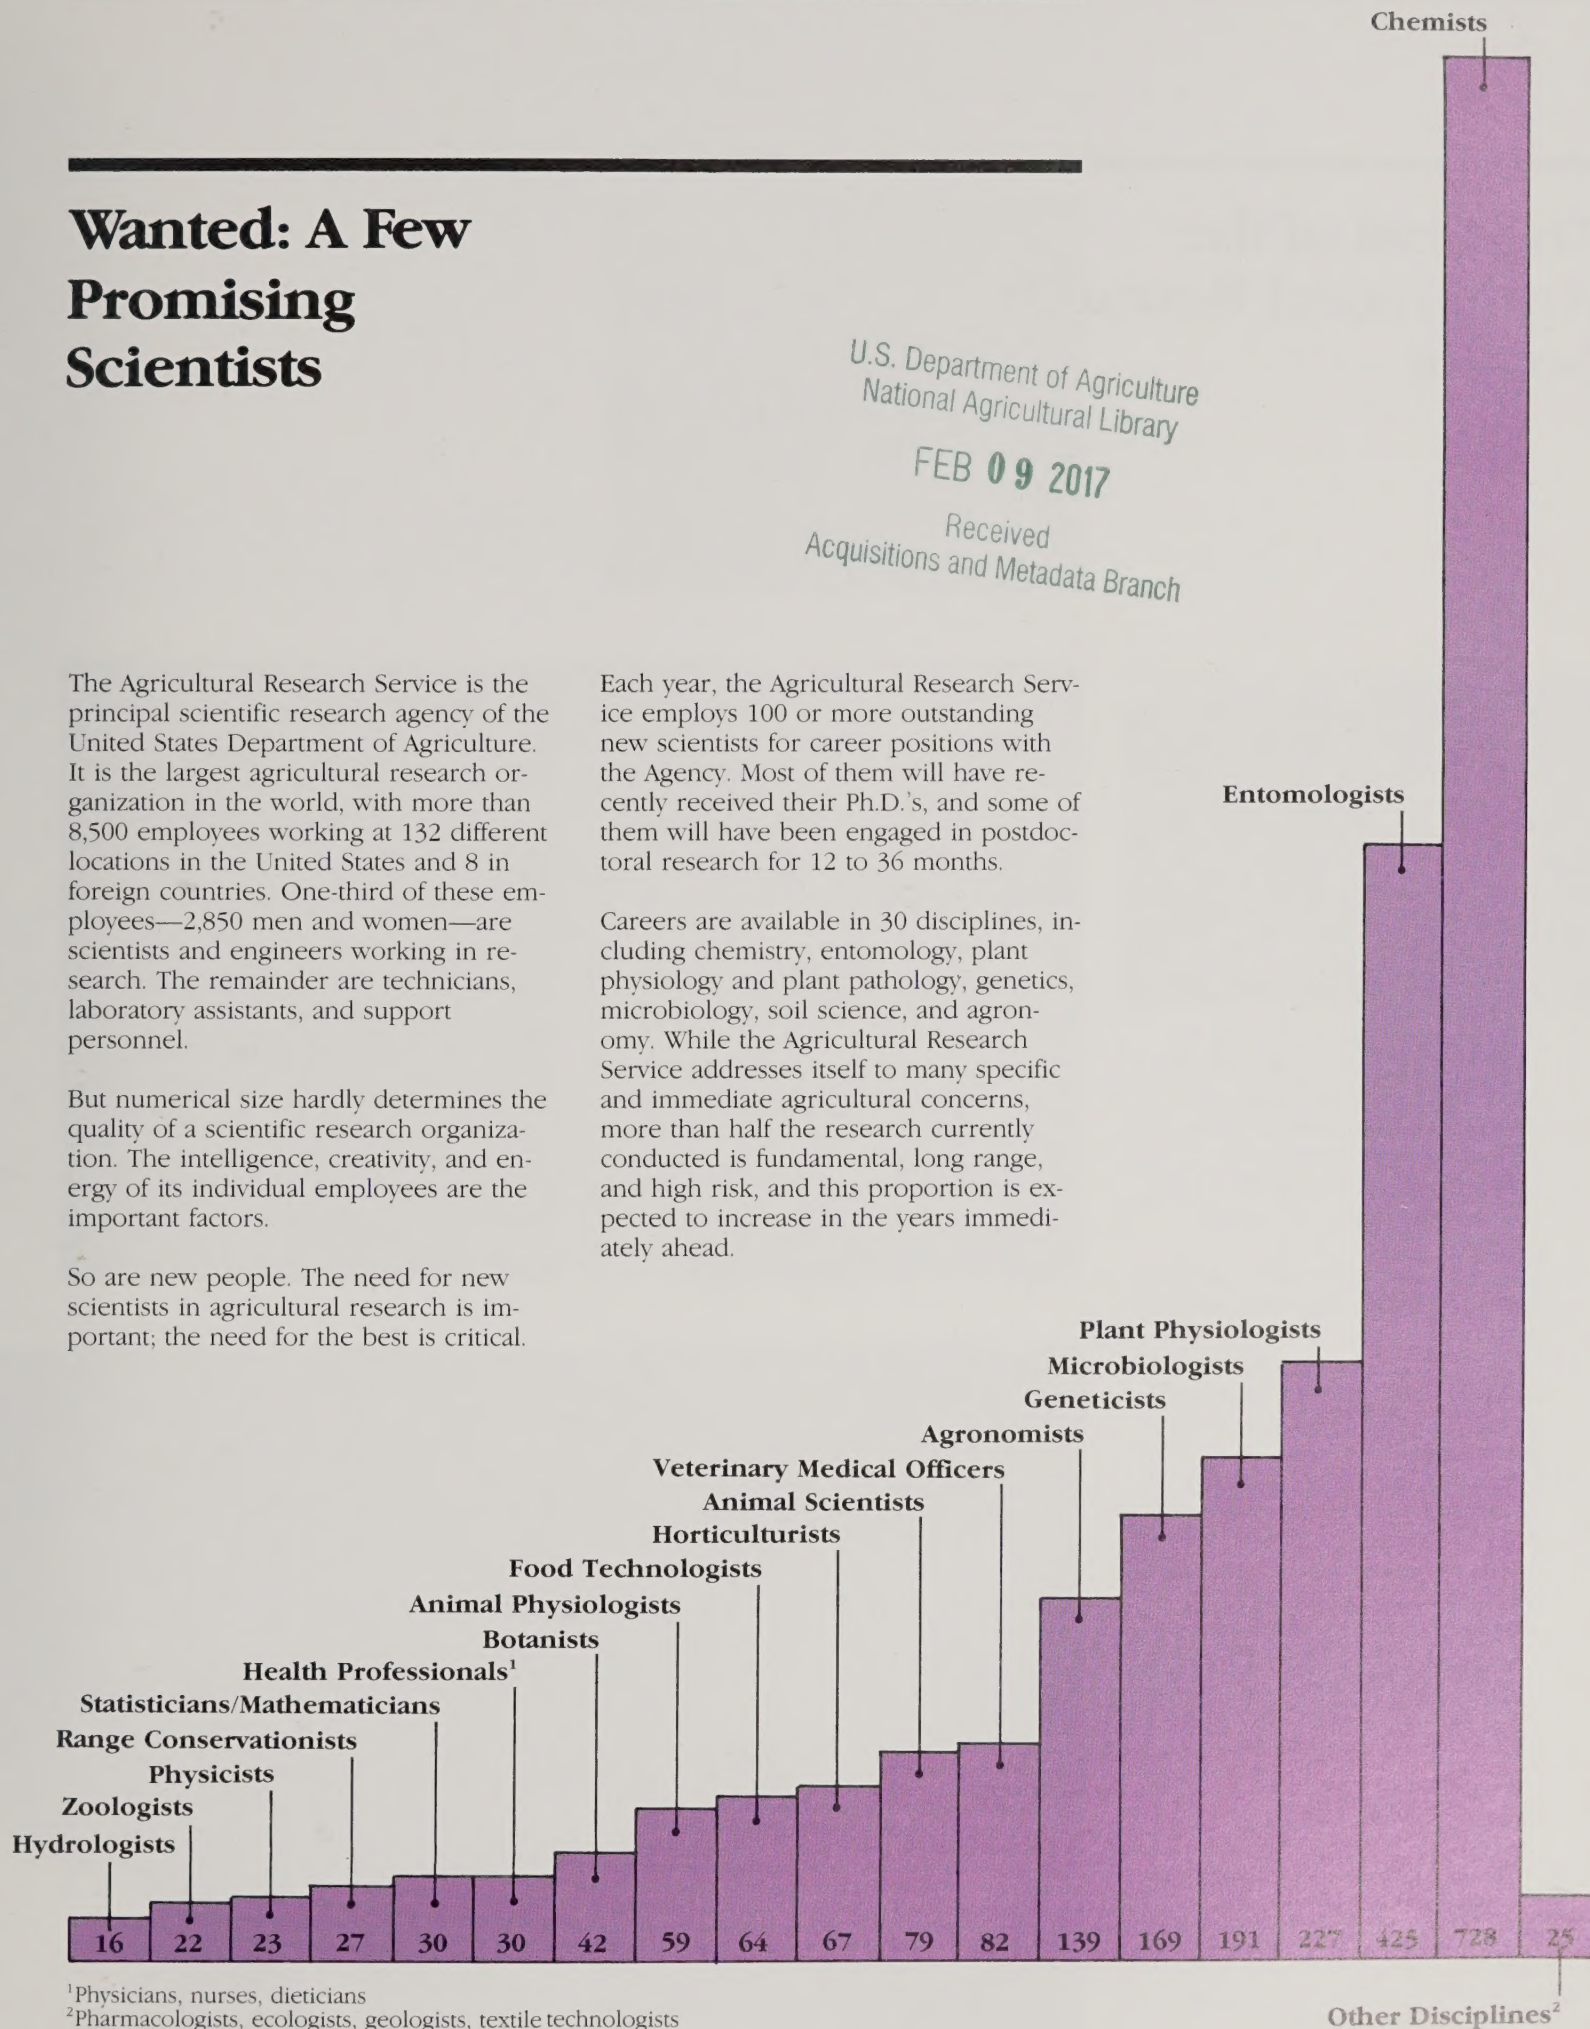 Chemists
Wanted: A Few
Promising
Scientists
U.S. Department of Agriculture
National Agricultural Library
FEB 09 2017
Received
Acquisitions and Metadata Branch
The Agricultural Research Service is the
principal scientific research agency of the
United States Department of Agriculture.
It is the largest agricultural research or-
ganization in the world, with more than
8,500 employees working at 132 different
locations in the United States and 8 in
foreign countries. One-third of these em-
ployees—2,850 men and women—are
scientists and engineers working in re-
search. The remainder are technicians,
laboratory assistants, and support
personnel.
But numerical size hardly determines the
quality of a scientific research organiza-
tion. The intelligence, creativity, and en-
ergy of its individual employees are the
important factors.
So are new people. The need for new
scientists in agricultural research is im-
portant; the need for the best is critical.
Each year, the Agricultural Research Serv-
ice employs 100 or more outstanding
new scientists for career positions with
the Agency. Most of them will have re-
cently received their Ph.D.'s, and some of
them will have been engaged in postdoc-
toral research for 12 to 36 months.
Careers are available in 30 disciplines, in-
cluding chemistry, entomology, plant
physiology and plant pathology, genetics,
microbiology, soil science, and agron-
omy. While the Agricultural Research
Service addresses itself to many specific
and immediate agricultural concerns,
more than half the research currently
conducted is fundamental, long range,
and high risk, and this proportion is ex-
pected to increase in the years immedi-
ately ahead.
Entomologists
Plant Physiologists
Microbiologists
Geneticists
Agronomists
Veterinary Medical Officers
Animal Scientists
Horticulturists
Food Technologists
Animal Physiologists
Botanists
Health Professionals¹
Statisticians/Mathematicians
Range Conservationists
Physicists
Zoologists
Hydrologists
16 22 23 27 30 30 42 59 64 67 79 82 139 169 191 227 425 728 25
¹Physicians, nurses, dieticians
²Pharmacologists, ecologists, geologists, textile technologists
Other Disciplines²